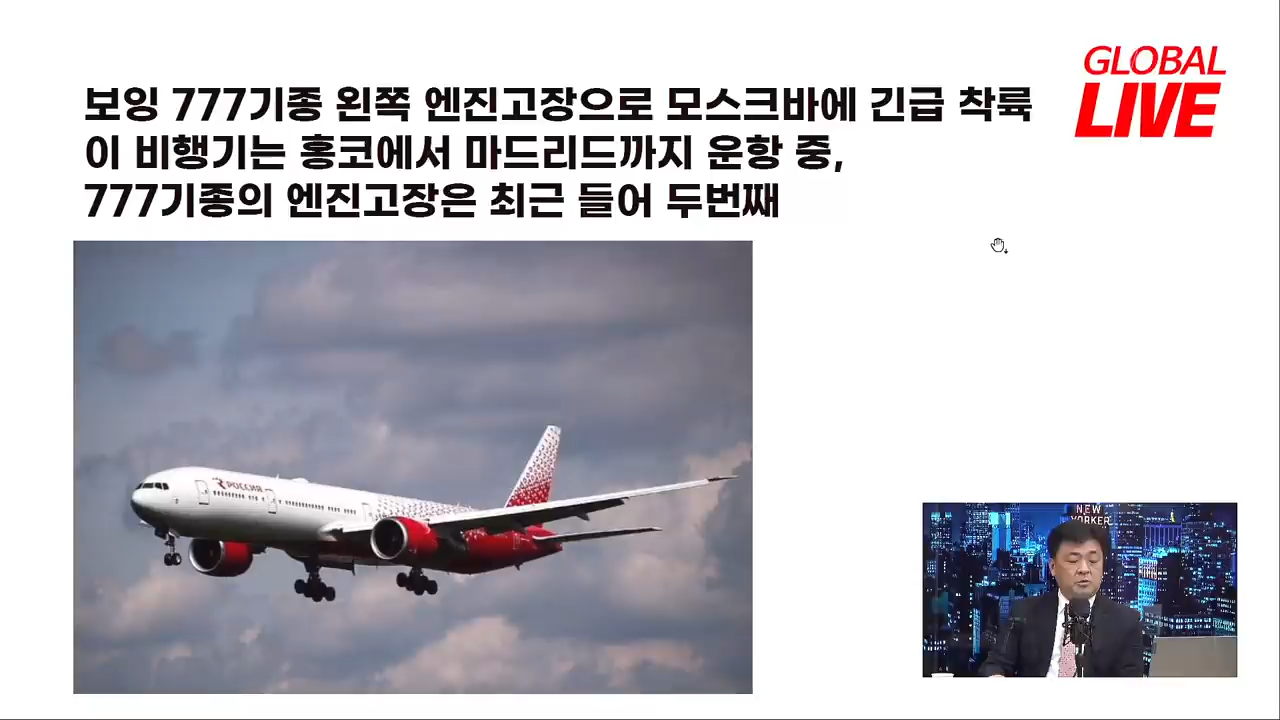 보잉 777기종 왼쪽 엔진고장으로 모스크바에 긴급 착륙
이 비행기는 홍코에서 마드리드까지 운항 중,
777기종의 엔진고장은 최근 들어 두번째
GLOBAL
LIVE
РОССИЯ
NEW
YORKER